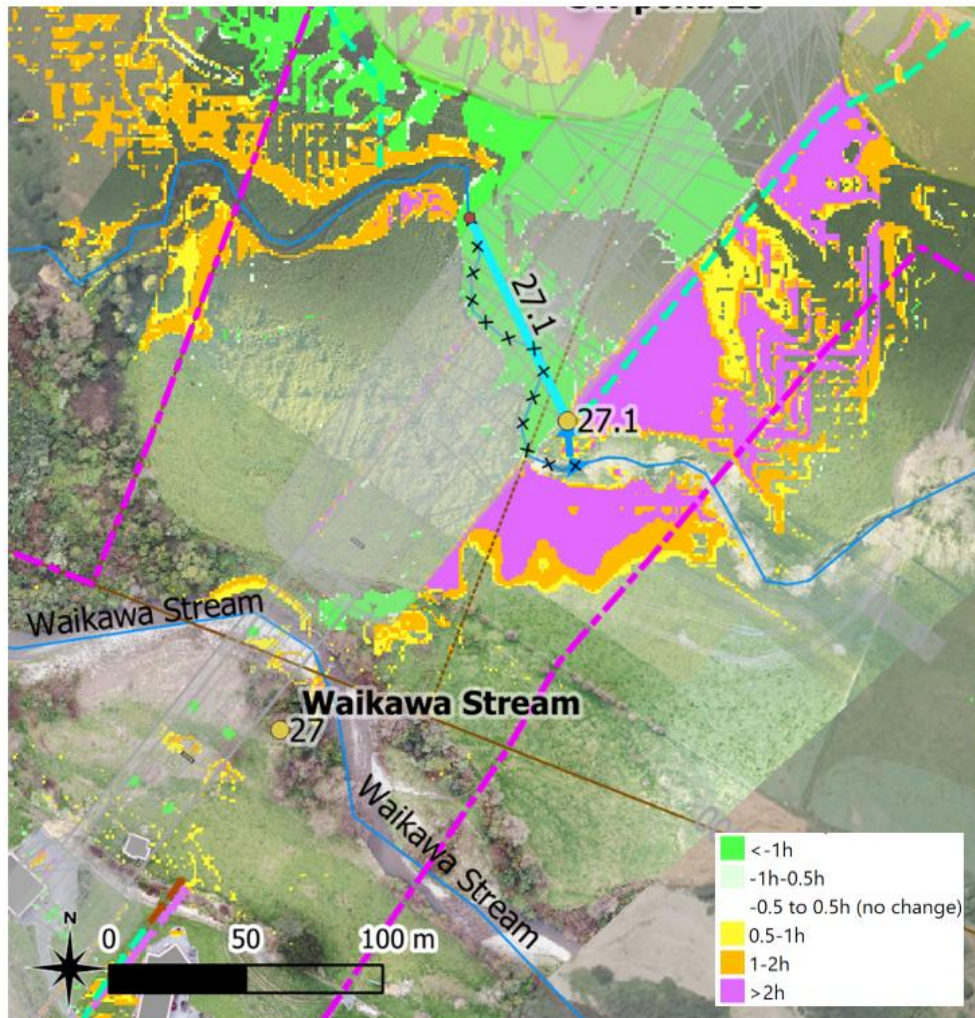 27.1
27.1
Waikawa Stream
Waikawa Stream
27
Waikawa Stream
N
0 50 100 m
<-1h
-1h-0.5h
-0.5 to 0.5h (no change)
0.5-1h
1-2h
>2h